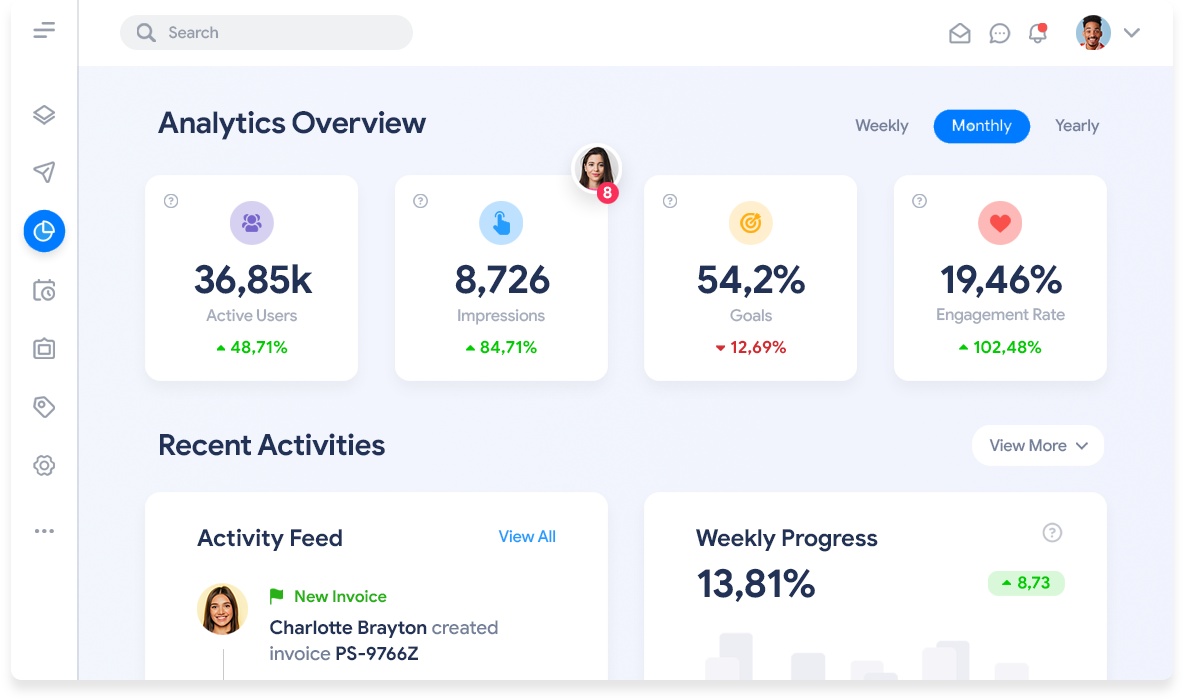 Search
Analytics Overview
Weekly
Monthly
Yearly
8
36,85k
Active Users
48,71%
8,726
Impressions
84,71%
54,2%
Goals
12,69%
19,46%
Engagement Rate
102,48%
Recent Activities
View More
Activity Feed
View All
New Invoice
Charlotte Brayton created
invoice PS-9766Z
Weekly Progress
13,81%
8,73